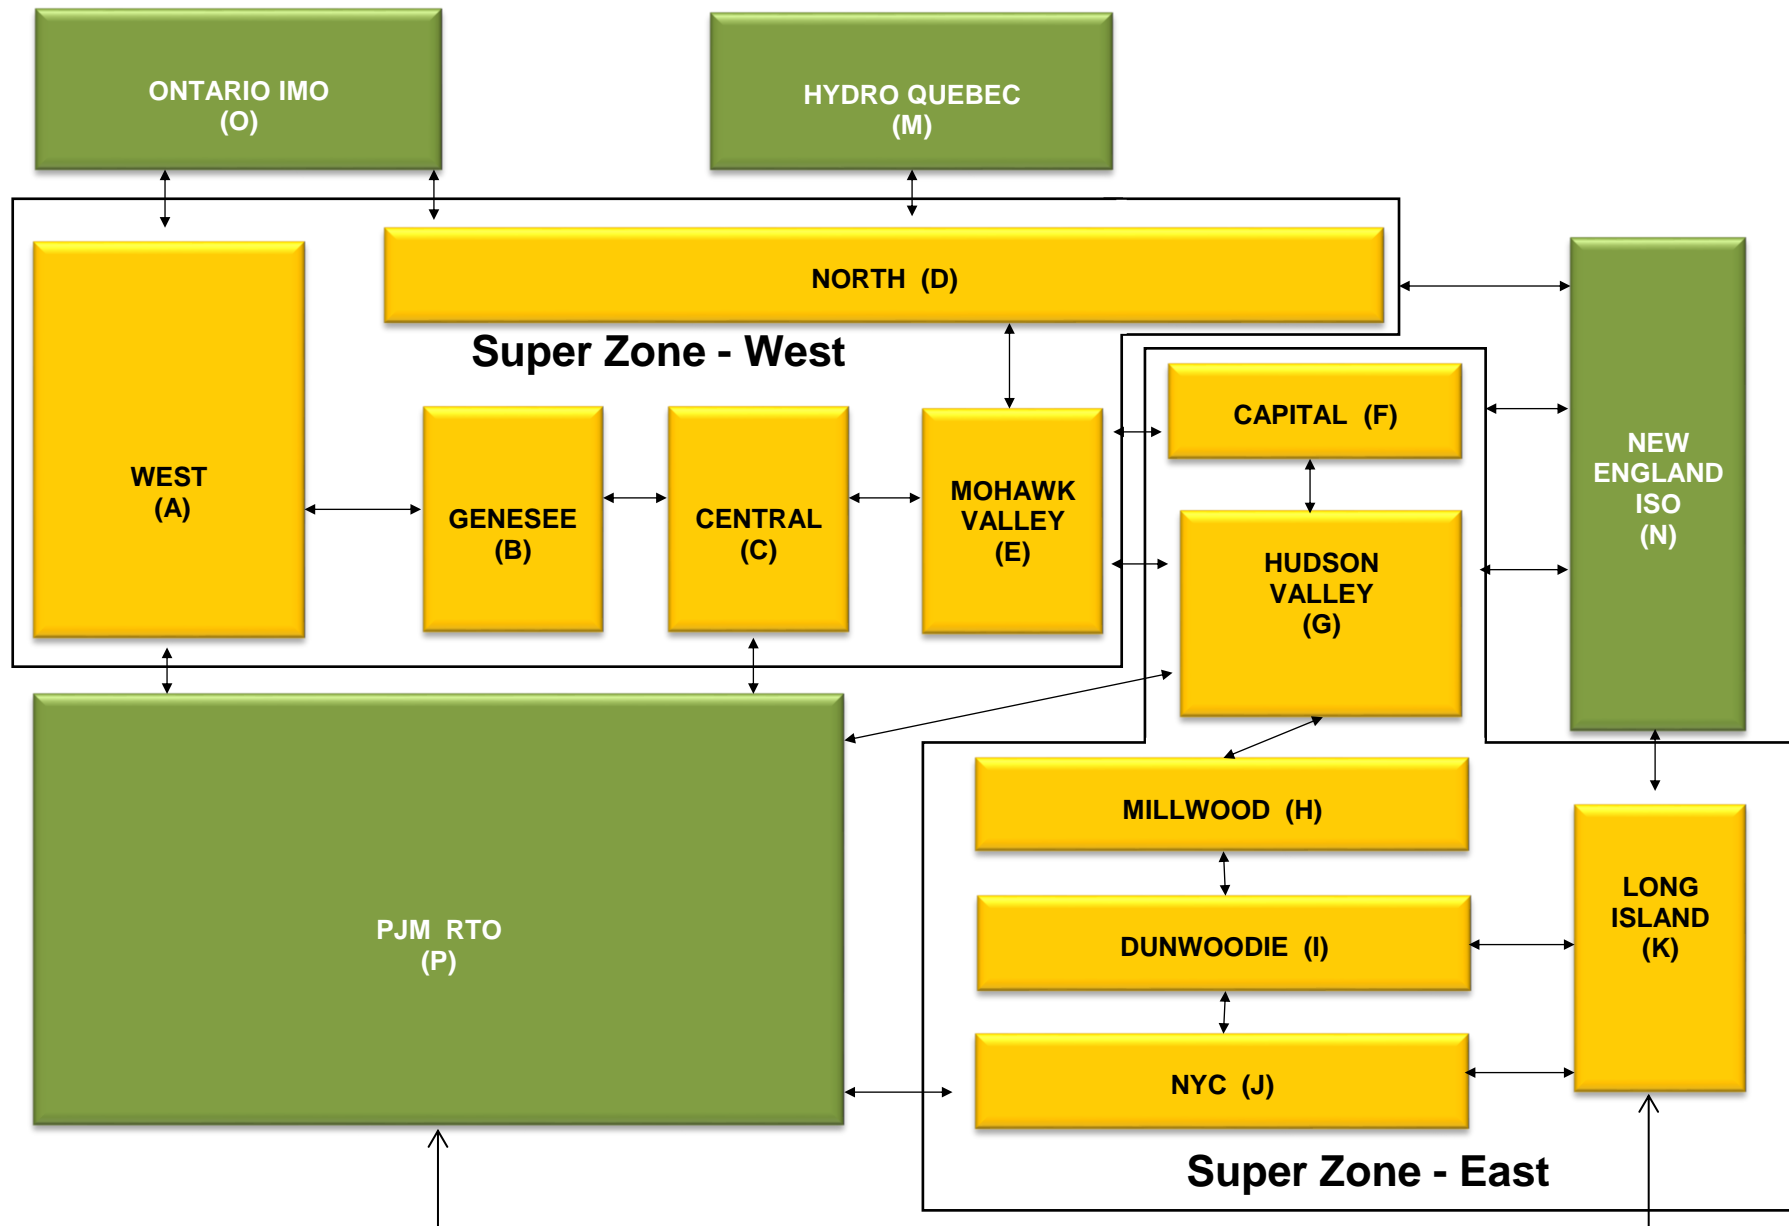 ONTARIO IMO
(O)
HYDRO QUEBEC
(M)
NORTH (D)
Super Zone - West
WEST
(A)
GENESEE
(B)
CENTRAL
(C)
MOHAWK
VALLEY
(E)
CAPITAL (F)
HUDSON
VALLEY
(G)
NEW
ENGLAND
ISO
(N)
PJM RTO
(P)
MILLWOOD (H)
DUNWOODIE (I)
NYC (J)
LONG
ISLAND
(K)
Super Zone - East